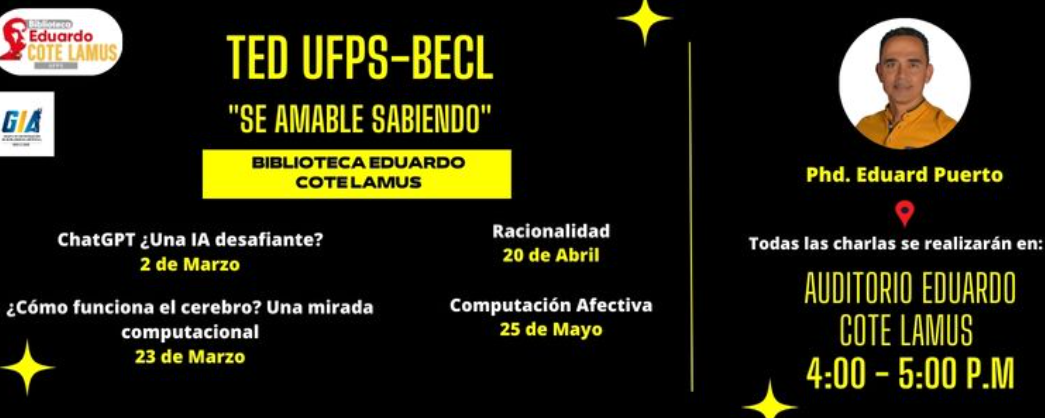 Biblioteca
Eduardo
COTE LAMUS
UFPS
GIA
TED UFPS-BECL
"SE AMABLE SABIENDO"
BIBLIOTECA EDUARDO
COTE LAMUS
ChatGPT ¿Una IA desafiante?
2 de Marzo
¿Cómo funciona el cerebro? Una mirada
computacional
23 de Marzo
Racionalidad
20 de Abril
Computación Afectiva
25 de Mayo
Phd. Eduard Puerto
Todas las charlas se realizarán en:
AUDITORIO EDUARDO
COTE LAMUS
4:00 - 5:00 P.M